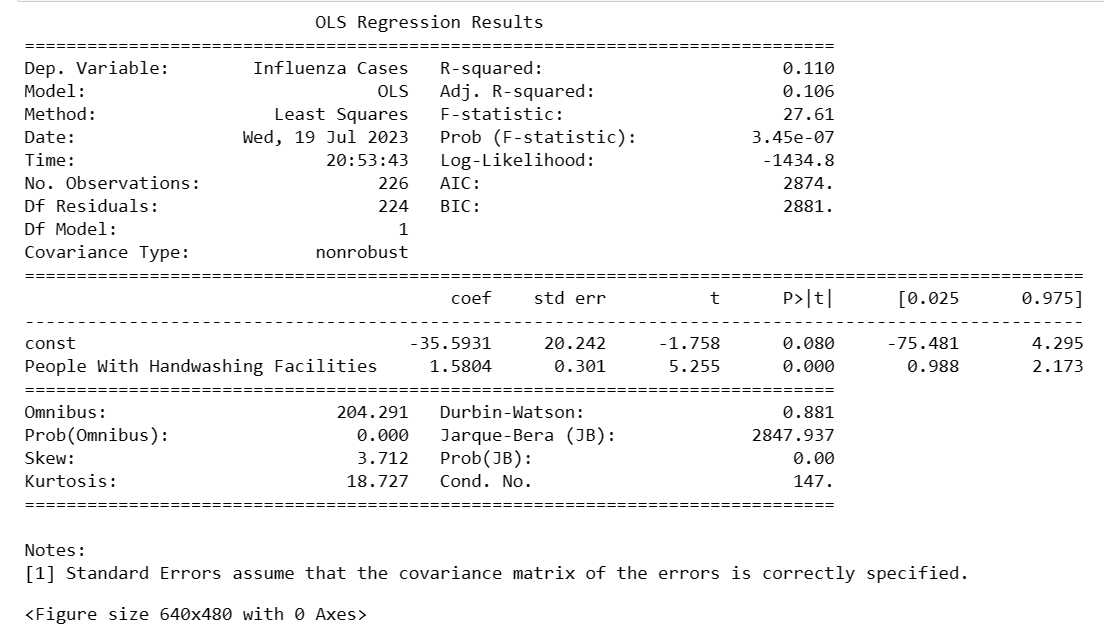 OLS Regression Results
==============================================================================
Dep. Variable: Influenza Cases R-squared: 0.110
Model: OLS Adj. R-squared: 0.106
Method: Least Squares F-statistic: 27.61
Date: Wed, 19 Jul 2023 Prob (F-statistic): 3.45e-07
Time: 20:53:43 Log-Likelihood: -1434.8
No. Observations: 226 AIC: 2874.
Df Residuals: 224 BIC: 2881.
Df Model: 1
Covariance Type: nonrobust
======================================================================================================
coef std err t P>|t| [0.025 0.975]
------------------------------------------------------------------------------------------------------
const -35.5931 20.242 -1.758 0.080 -75.481 4.295
People With Handwashing Facilities 1.5804 0.301 5.255 0.000 0.988 2.173
==============================================================================
Omnibus: 204.291 Durbin-Watson: 0.881
Prob(Omnibus): 0.000 Jarque-Bera (JB): 2847.937
Skew: 3.712 Prob(JB): 0.00
Kurtosis: 18.727 Cond. No. 147.
==============================================================================
Notes:
[1] Standard Errors assume that the covariance matrix of the errors is correctly specified.
<Figure size 640x480 with 0 Axes>